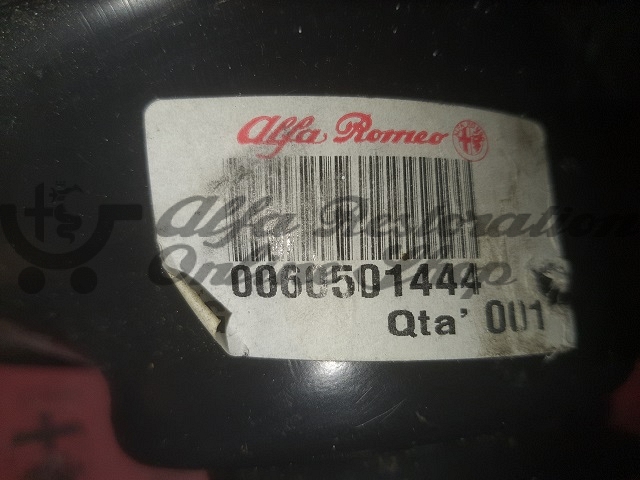 Alfa Romeo
0060501444
Qta' 001
Alfa Restoration
Online Shop